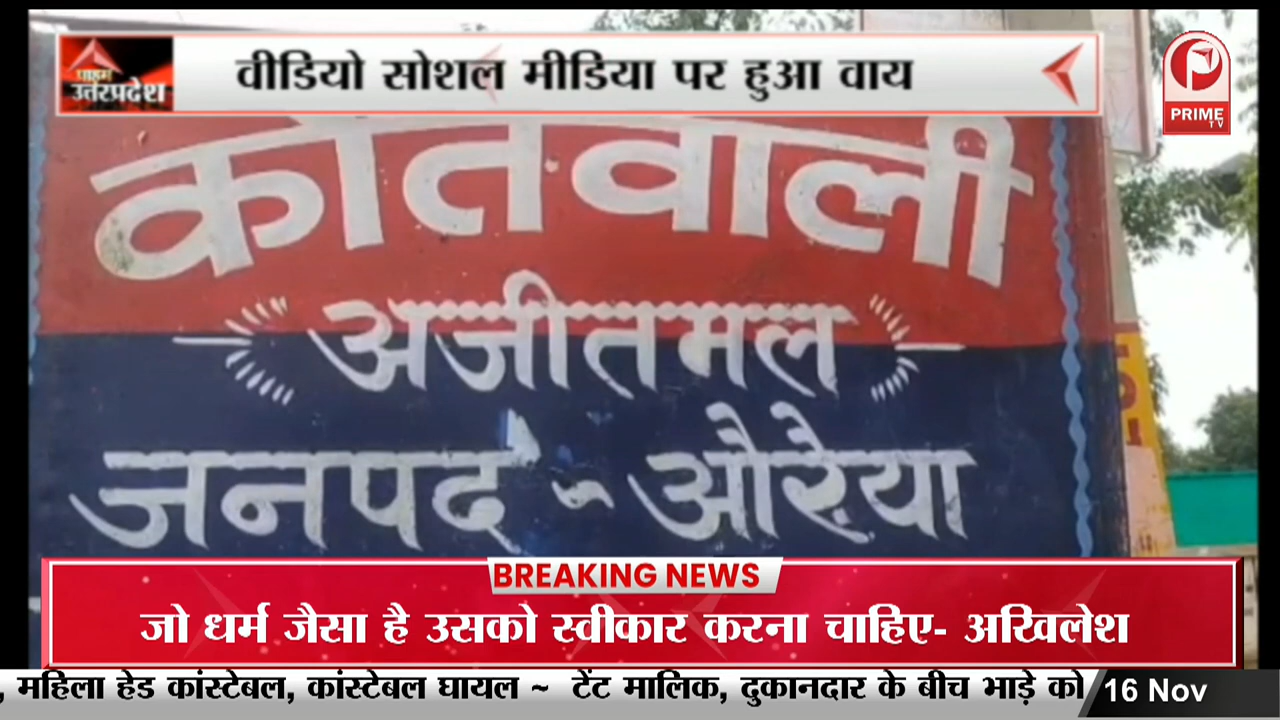 प्राइम
उत्तरप्रदेश
वीडियो सोशल मीडिया पर हुआ वाय
PRIME
TV
कोतवाली
अजीतमल
जनपद - औरैया
BREAKING NEWS
जो धर्म जैसा है उसको स्वीकार करना चाहिए- अखिलेश
, महिला हेड कांस्टेबल, कांस्टेबल घायल ~ टेंट मालिक, दुकानदार के बीच भाड़े को
16 Nov